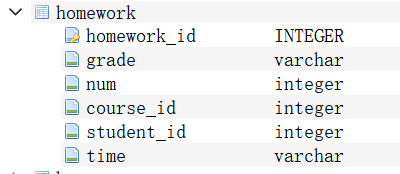 homework
homework_id INTEGER
grade varchar
num integer
course_id integer
student_id integer
time varchar